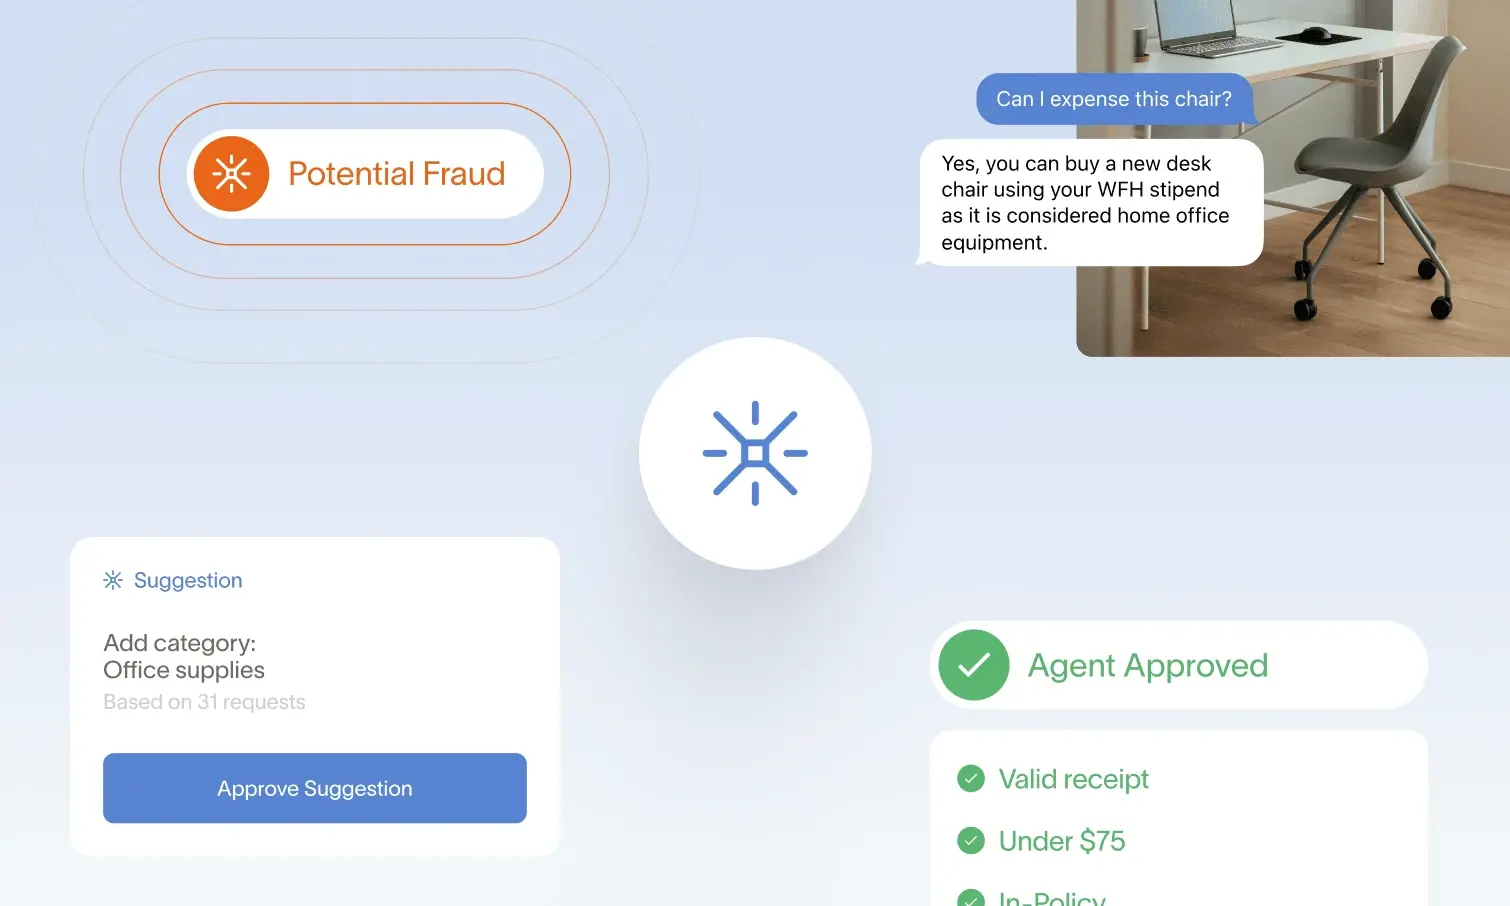 Potential Fraud
Can I expense this chair?
Yes, you can buy a new desk
chair using your WFH stipend
as it is considered home office
equipment.
Suggestion
Add category:
Office supplies
Based on 31 requests
Approve Suggestion
Agent Approved
Valid receipt
Under $75
In-Policy